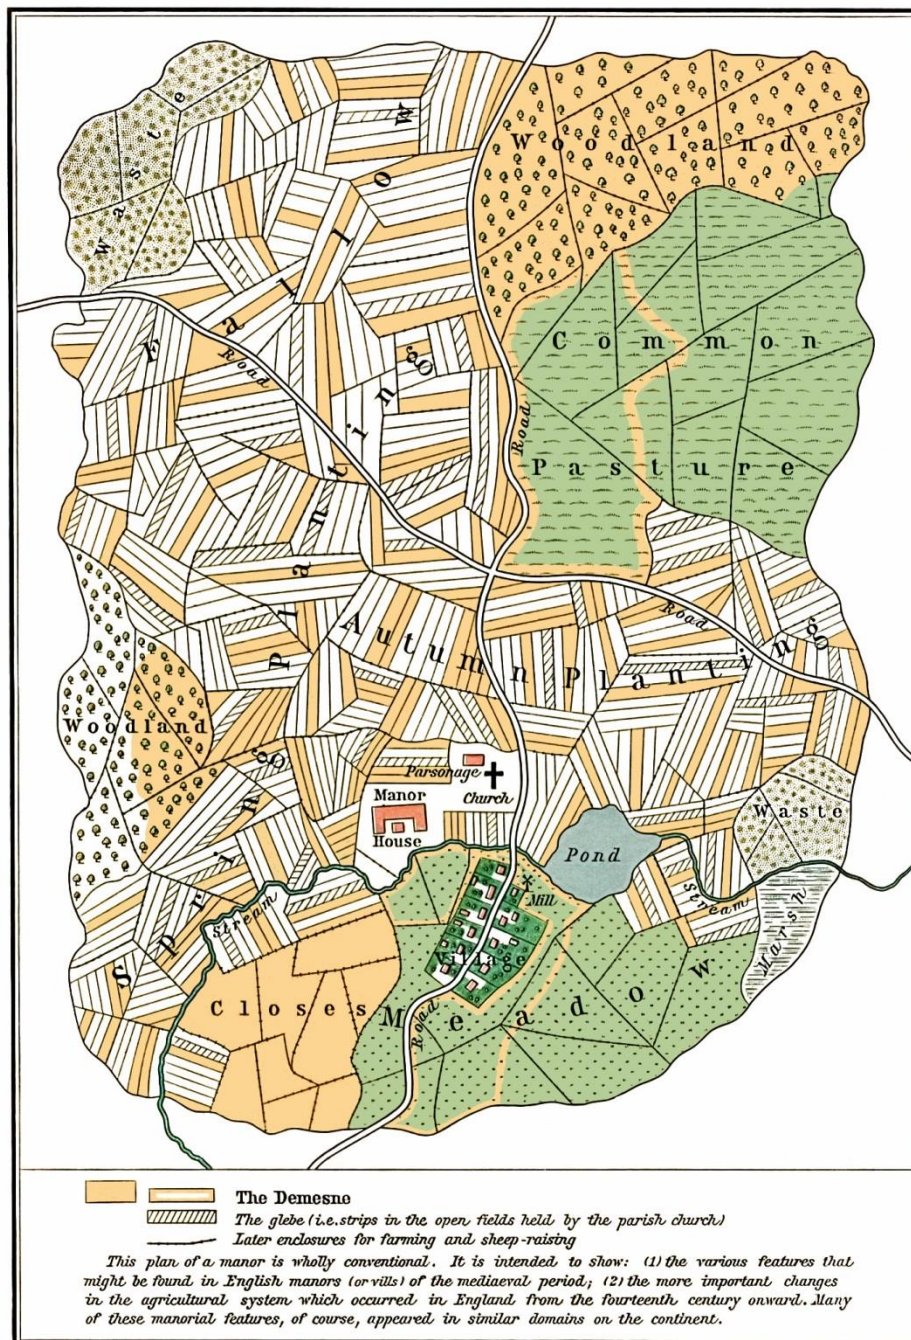 Waste
Woodland
Fallow
Road
Common
Road
Pasture
Spring Planting
Autumn Planting
Road
Woodland
Parsonage
Church
Manor
House
Waste
Pond
Stream
Mill
Stream
Marsh
Village
Closes
Meadow
Road
The Demesne
The glebe (i.e. strips in the open fields held by the parish church)
Later enclosures for farming and sheep-raising
This plan of a manor is wholly conventional. It is intended to show: (1) the various features that
might be found in English manors (or vills) of the mediaeval period; (2) the more important changes
in the agricultural system which occurred in England from the fourteenth century onward. Many
of these manorial features, of course, appeared in similar domains on the continent.